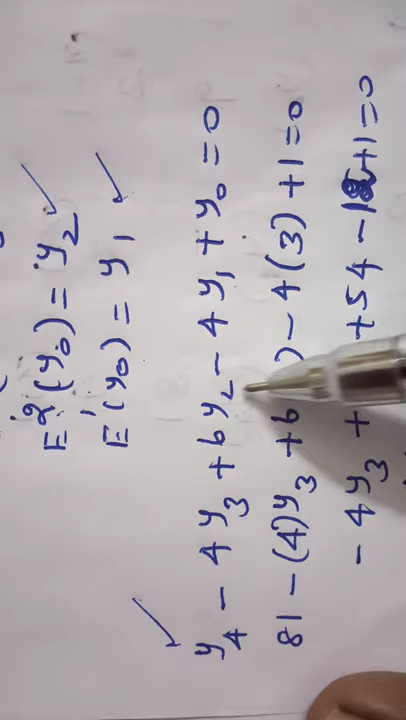 E²(y₀) = y₂
E¹(y₀) = y₁
y₄ - 4y₃ + 6y₂ - 4y₁ + y₀ = 0
81 - (4)y₃ + 6 ) - 4(3) + 1 = 0
- 4y₃ + + 54 - 12 + 1 = 0